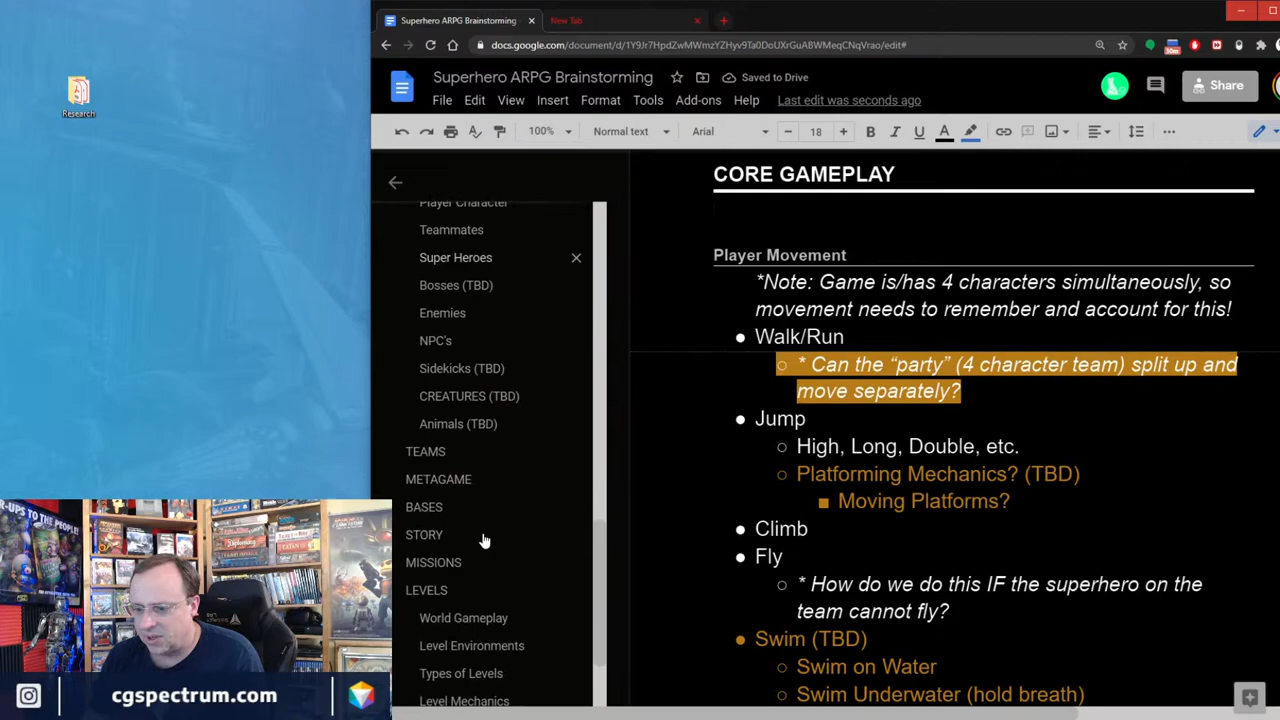 Superhero ARPG Brainstorming
New Tab
docs.google.com/document/d/1Y9Jr7HpdZwMWmzYZHyv9Ta0DoUXrGuABWMeqCNqVrao/edit#
30m
Superhero ARPG Brainstorming
Saved to Drive
File Edit View Insert Format Tools Add-ons Help Last edit was seconds ago
Share
100% Normal text Arial 18
Research
Player Character
Teammates
Super Heroes
Bosses (TBD)
Enemies
NPC's
Sidekicks (TBD)
CREATURES (TBD)
Animals (TBD)
TEAMS
METAGAME
BASES
STORY
MISSIONS
LEVELS
World Gameplay
Level Environments
Types of Levels
Level Mechanics
CORE GAMEPLAY
Player Movement
*Note: Game is/has 4 characters simultaneously, so
movement needs to remember and account for this!
● Walk/Run
○ * Can the “party” (4 character team) split up and
move separately?
● Jump
○ High, Long, Double, etc.
○ Platforming Mechanics? (TBD)
■ Moving Platforms?
● Climb
● Fly
○ * How do we do this IF the superhero on the
team cannot fly?
● Swim (TBD)
○ Swim on Water
○ Swim Underwater (hold breath)
cgspectrum.com